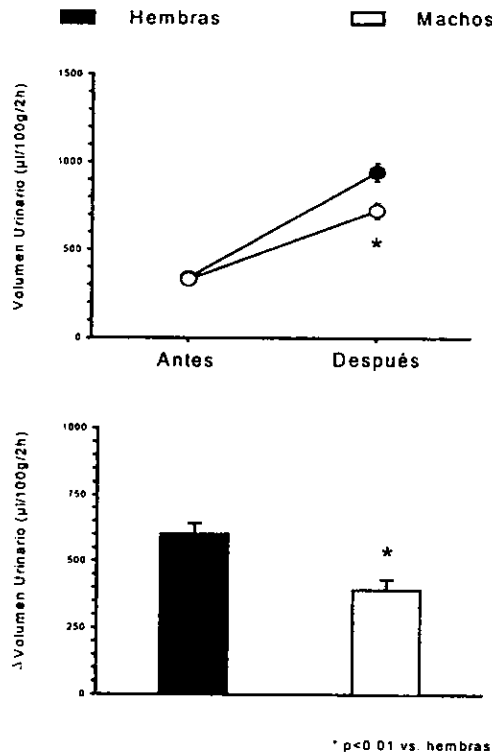 Hembras Machos
Volumen Urinario (µl/100g/2h)
1500
1000
500
0
*
Antes Después
Δ Volumen Urinario (µl/100g/2h)
1000
750
500
250
0
*
* p<0 01 vs. hembras